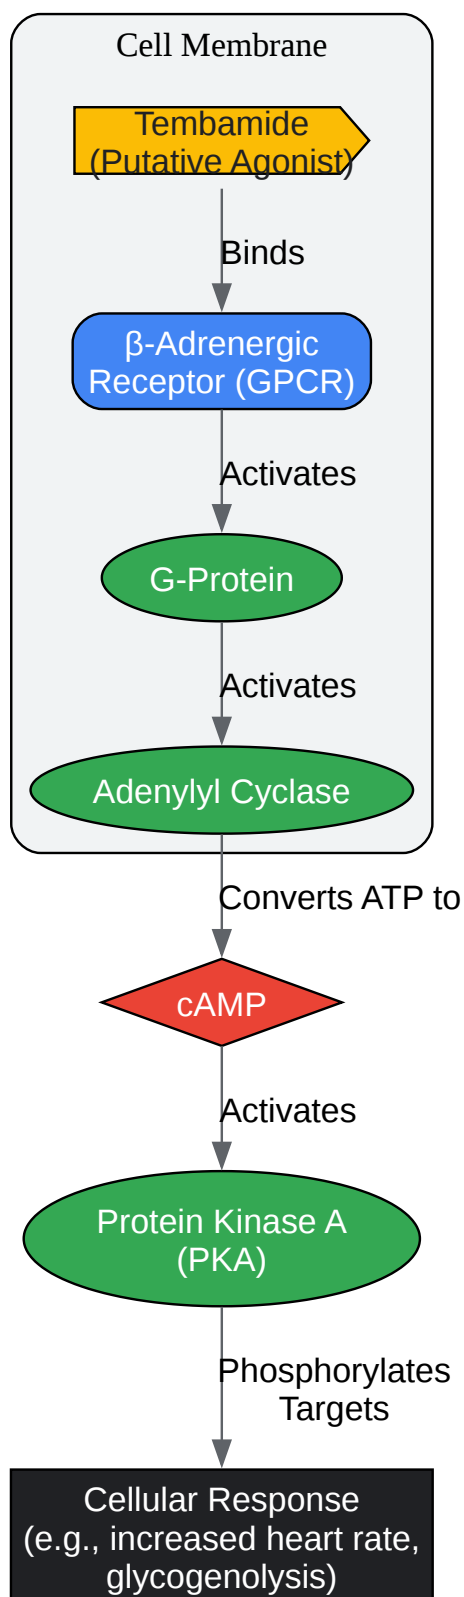 Cell Membrane
Tembamide
(Putative Agonist)
Binds
β-Adrenergic
Receptor (GPCR)
Activates
G-Protein
Activates
Adenylyl Cyclase
Converts ATP to
cAMP
Activates
Protein Kinase A
(PKA)
Phosphorylates
Targets
Cellular Response
(e.g., increased heart rate,
glycogenolysis)